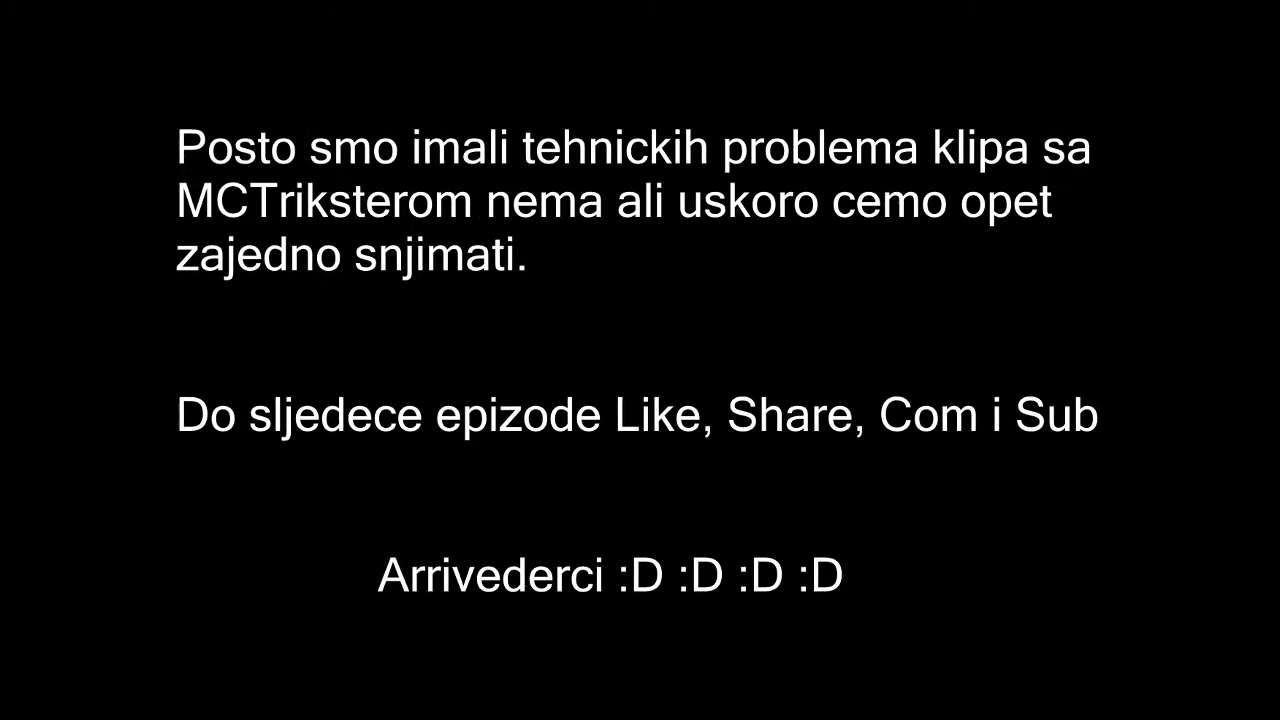 Posto smo imali tehnickih problema klipa sa
MCTriksterom nema ali uskoro cemo opet
zajedno snjimati.
Do sljedece epizode Like, Share, Com i Sub
Arrivederci :D :D :D :D